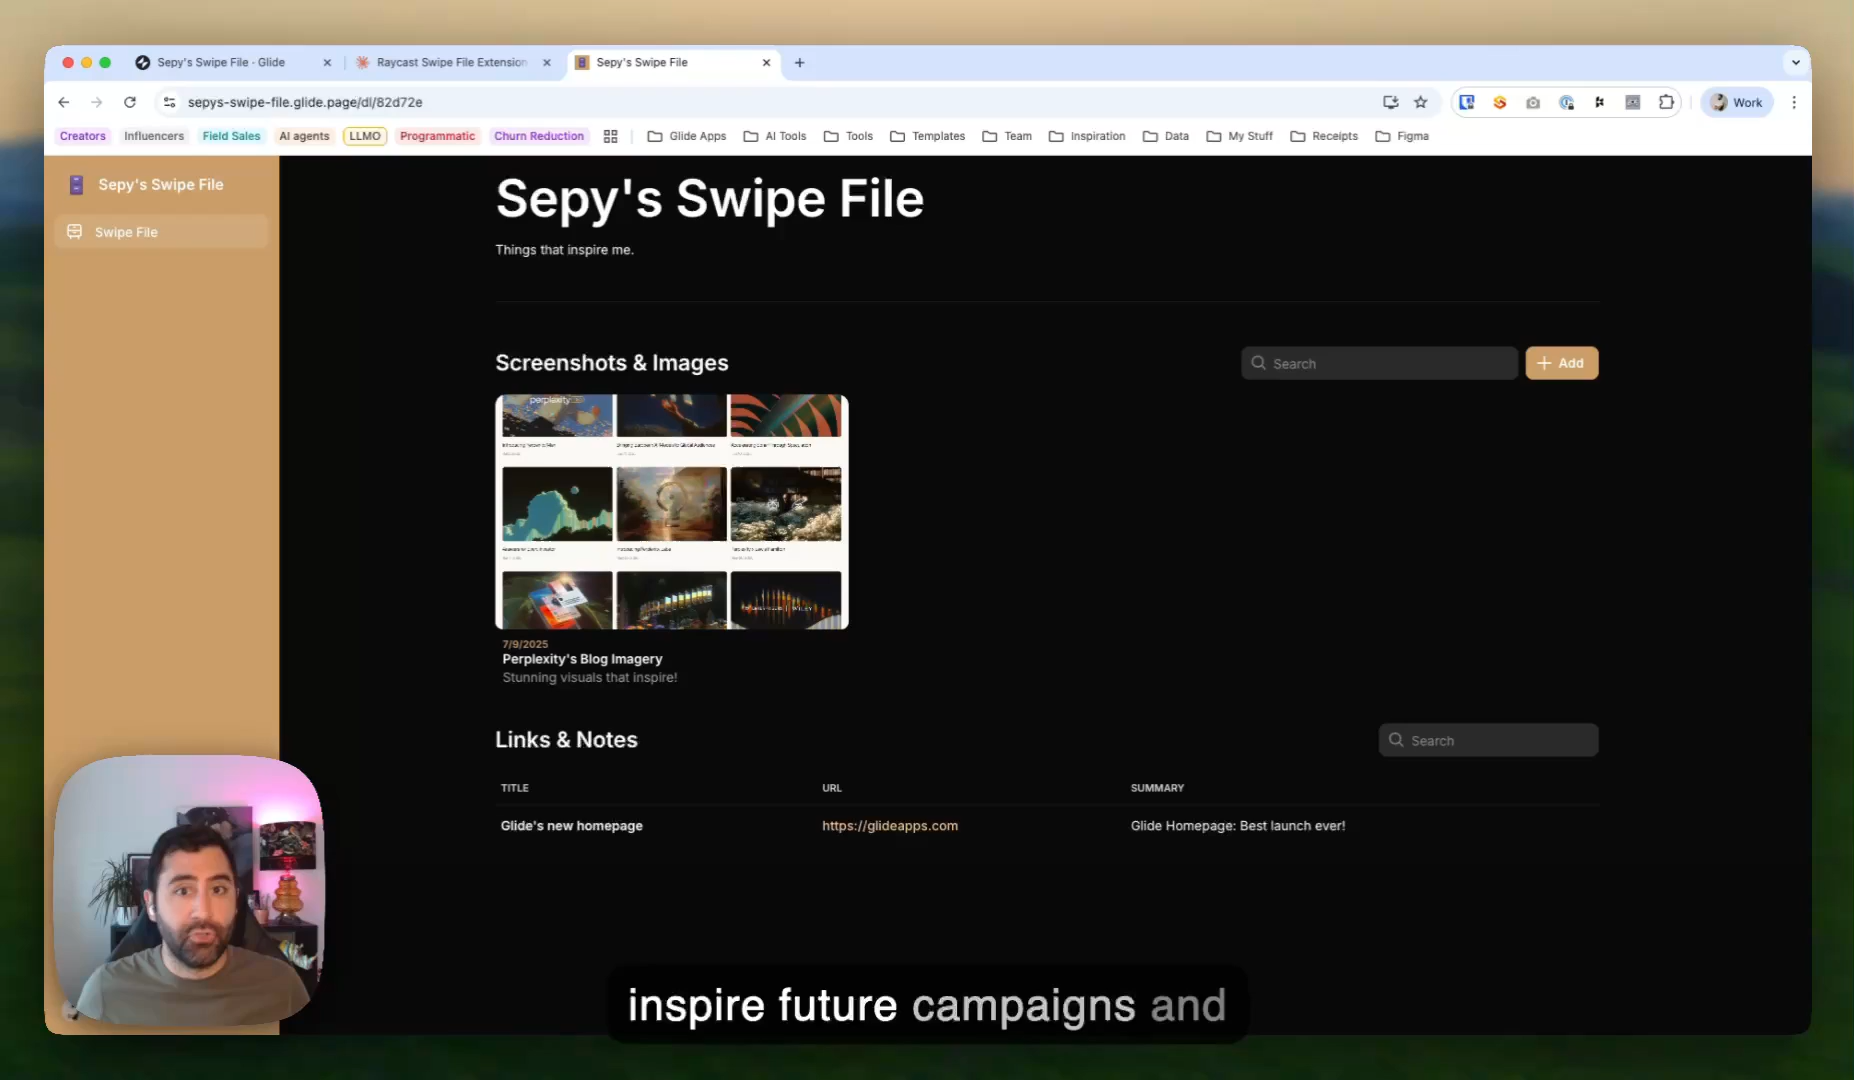 Sepy's Swipe File - Glide
Raycast Swipe File Extension
Sepy's Swipe File
sepys-swipe-file.glide.page/dl/82d72e
Work
Creators
Influencers
Field Sales
AI agents
LLMO
Programmatic
Churn Reduction
Glide Apps
AI Tools
Tools
Templates
Team
Inspiration
Data
My Stuff
Receipts
Figma
Sepy's Swipe File
Swipe File
Sepy's Swipe File
Things that inspire me.
Screenshots & Images
Search
Add
perplexity
7/9/2025
Perplexity's Blog Imagery
Stunning visuals that inspire!
Links & Notes
Search
TITLE URL SUMMARY
Glide's new homepage https://glideapps.com Glide Homepage: Best launch ever!
inspire future campaigns and